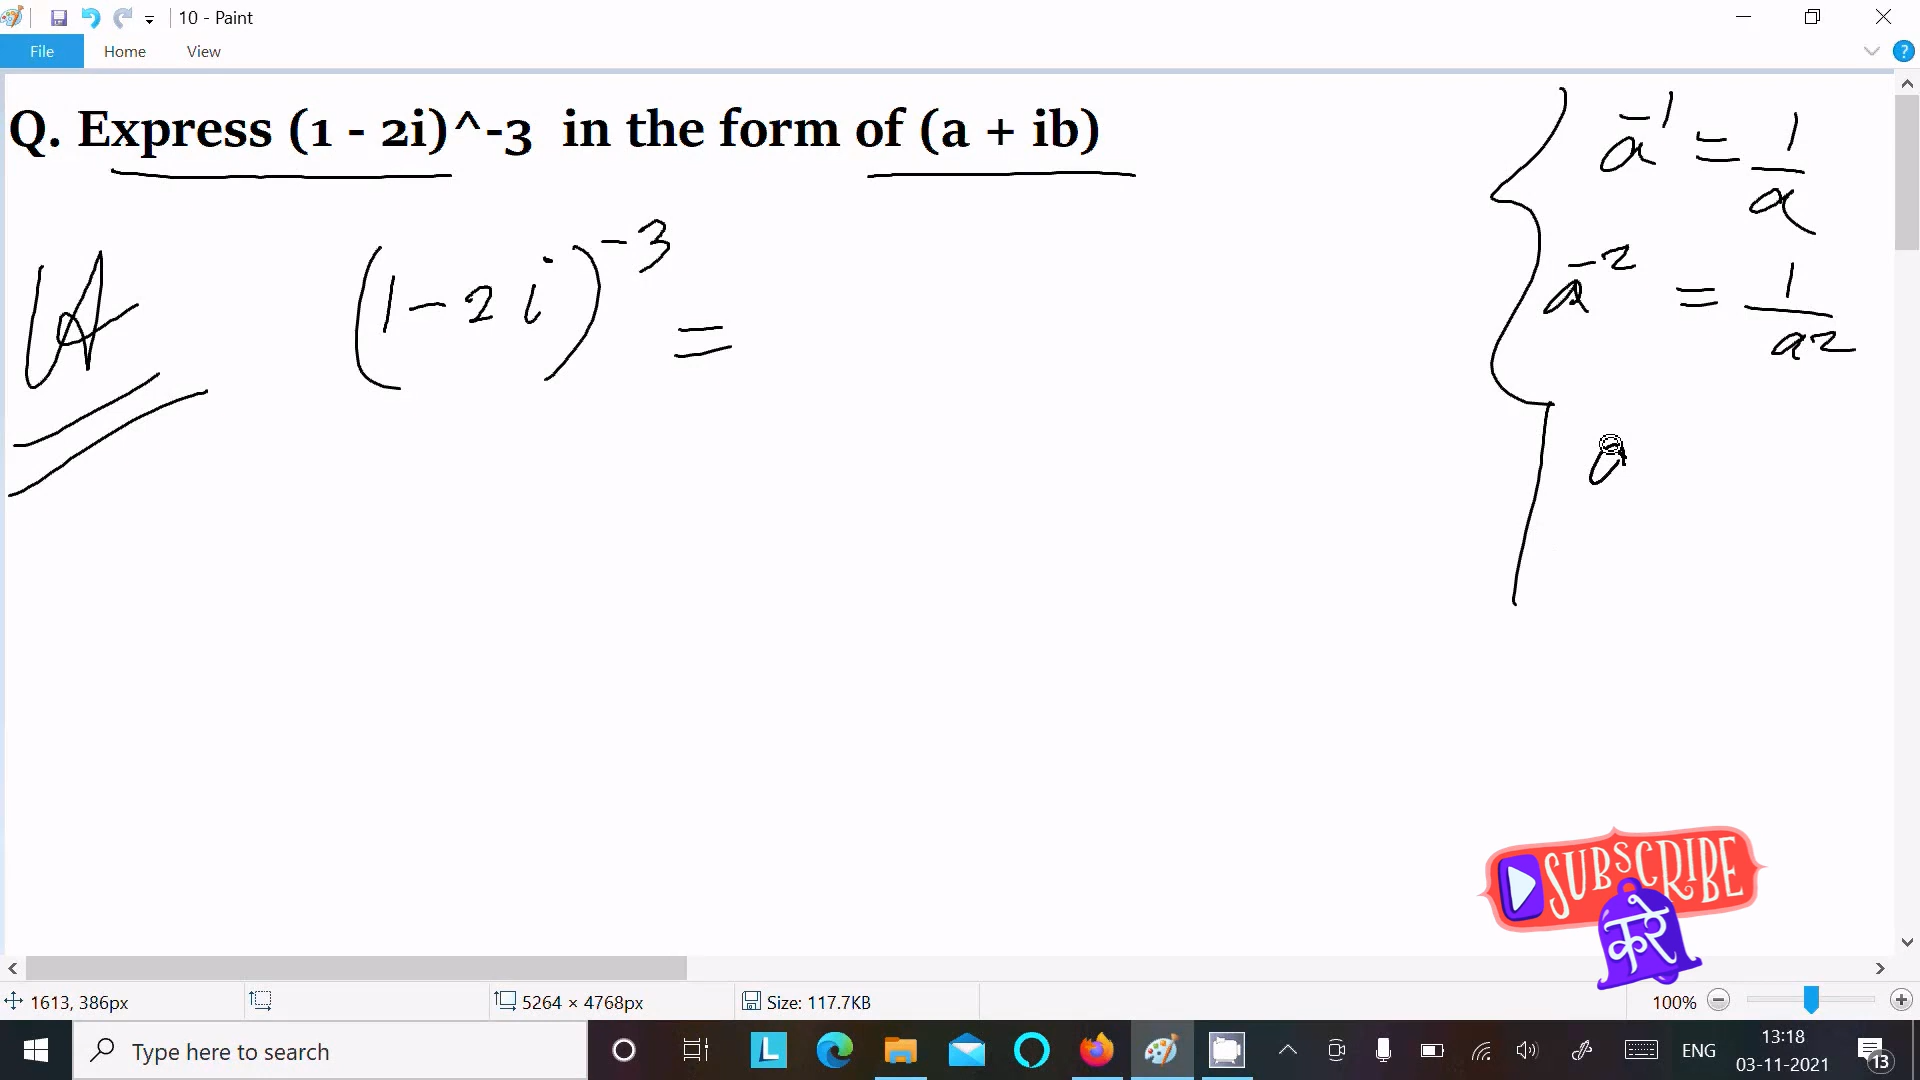 10 - Paint
File Home View
Q. Express (1 - 2i)^-3 in the form of (a + ib)
(1 - 2i)^-3 =
a^-1 = 1/a
a^-2 = 1/a2
a
SUBSCRIBE
करे
1613, 386px 5264 × 4768px Size: 117.7KB 100%
Type here to search
L
ENG
13:18
03-11-2021
13